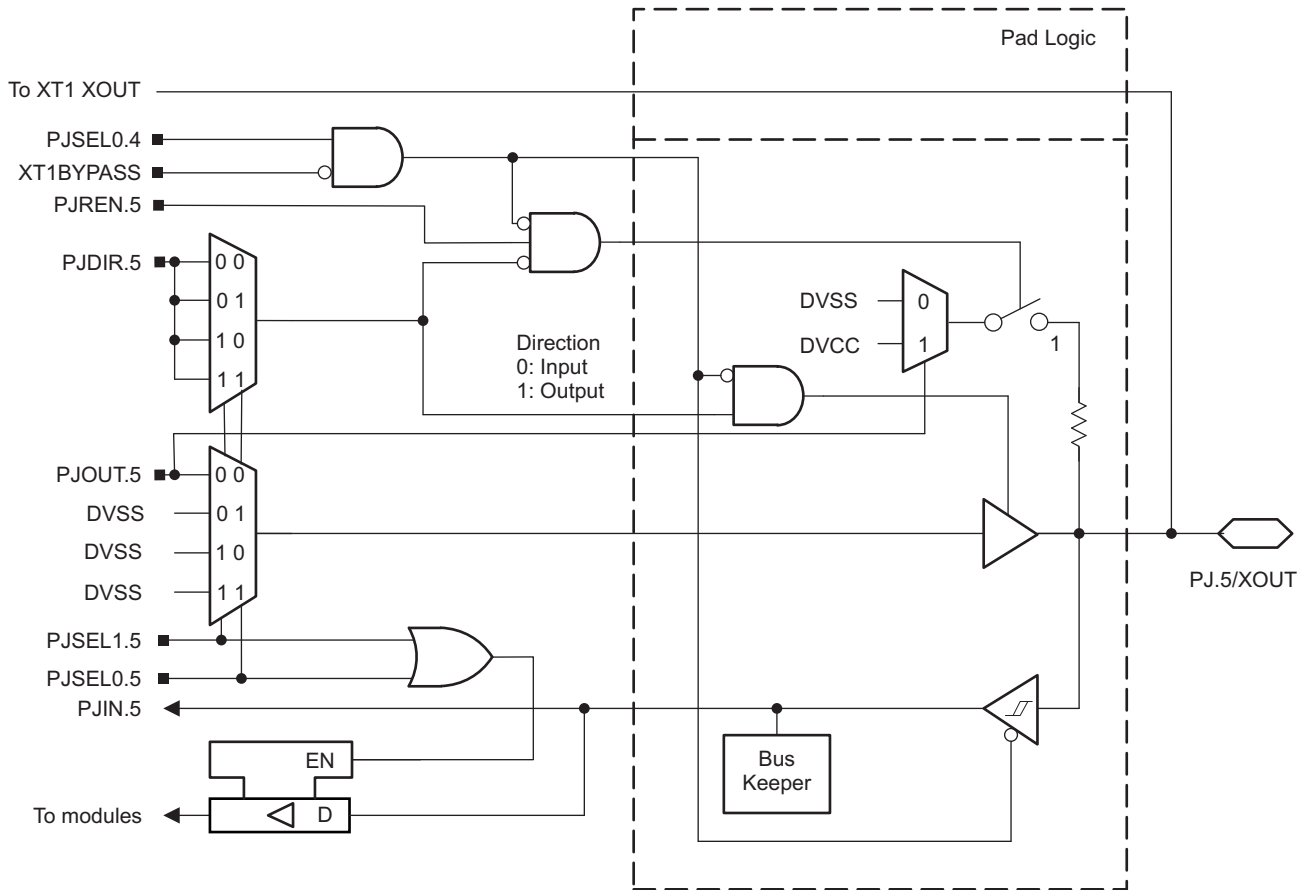 Pad Logic
To XT1 XOUT
PJSEL0.4
XT1BYPASS
PJREN.5
PJDIR.5
0 0
0 1
1 0
1 1
Direction
0: Input
1: Output
DVSS
0
DVCC
1
1
PJOUT.5
0 0
DVSS
0 1
DVSS
1 0
DVSS
1 1
PJ.5/XOUT
PJSEL1.5
PJSEL0.5
PJIN.5
EN
Bus
Keeper
To modules
D